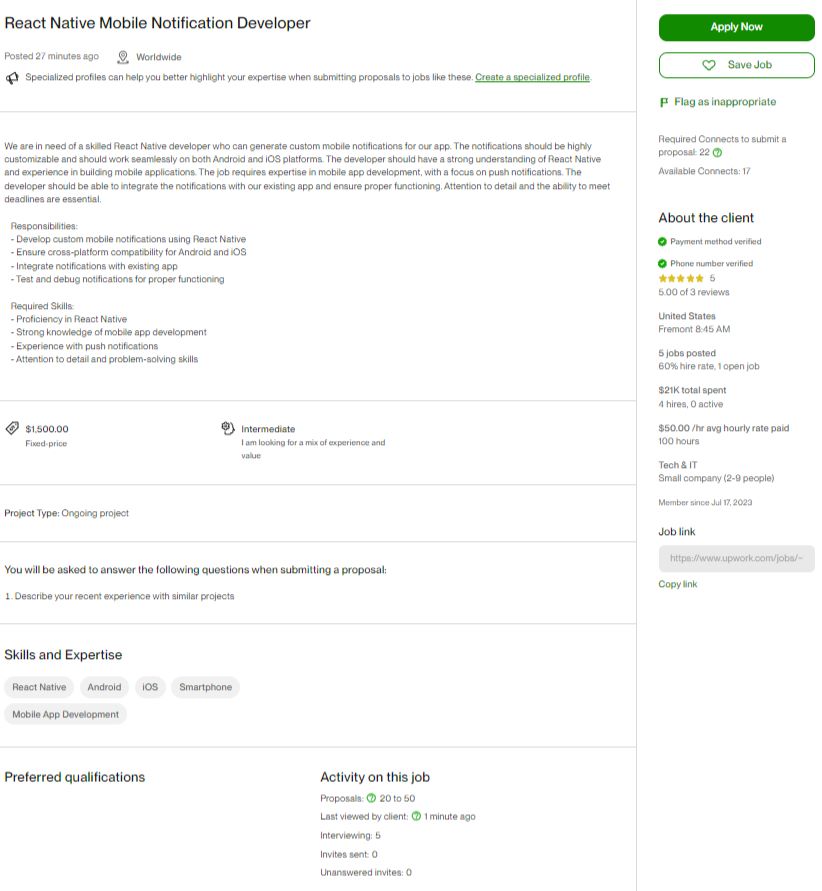 React Native Mobile Notification Developer
Posted 27 minutes ago Worldwide
Specialized profiles can help you better highlight your expertise when submitting proposals to jobs like these. Create a specialized profile.
We are in need of a skilled React Native developer who can generate custom mobile notifications for our app. The notifications should be highly
customizable and should work seamlessly on both Android and iOS platforms. The developer should have a strong understanding of React Native
and experience in building mobile applications. The job requires expertise in mobile app development, with a focus on push notifications. The
developer should be able to integrate the notifications with our existing app and ensure proper functioning. Attention to detail and the ability to meet
deadlines are essential.
Responsibilities:
- Develop custom mobile notifications using React Native
- Ensure cross-platform compatibility for Android and iOS
- Integrate notifications with existing app
- Test and debug notifications for proper functioning
Required Skills:
- Proficiency in React Native
- Strong knowledge of mobile app development
- Experience with push notifications
- Attention to detail and problem-solving skills
$1,500.00
Fixed-price
Intermediate
I am looking for a mix of experience and
value
Project Type: Ongoing project
You will be asked to answer the following questions when submitting a proposal:
1. Describe your recent experience with similar projects
Skills and Expertise
React Native Android iOS Smartphone
Mobile App Development
Preferred qualifications
Activity on this job
Proposals: ? 20 to 50
Last viewed by client: ? 1 minute ago
Interviewing: 5
Invites sent: 0
Unanswered invites: 0
Apply Now
Save Job
Flag as inappropriate
Required Connects to submit a
proposal: 22 ?
Available Connects: 17
About the client
Payment method verified
Phone number verified
5
5.00 of 3 reviews
United States
Fremont 8:45 AM
5 jobs posted
60% hire rate, 1 open job
$21K total spent
4 hires, 0 active
$50.00 /hr avg hourly rate paid
100 hours
Tech & IT
Small company (2-9 people)
Member since Jul 17, 2023
Job link
https://www.upwork.com/jobs/~
Copy link